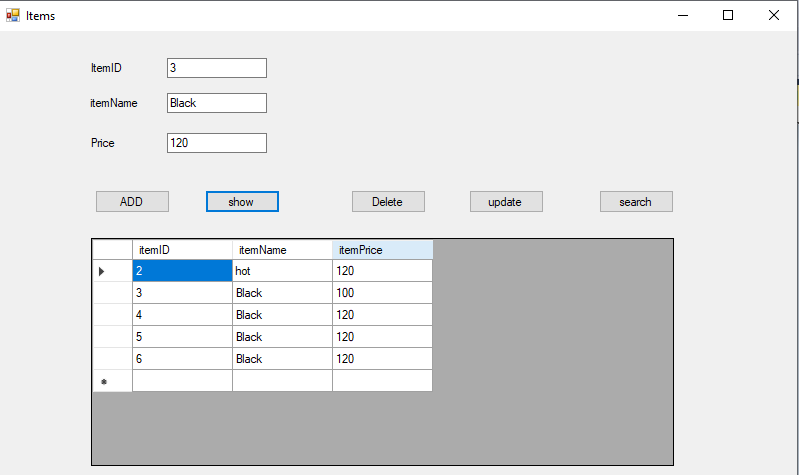 Items
ItemID 3
itemName Black
Price 120
ADD show Delete update search
itemID itemName itemPrice
2 hot 120
3 Black 100
4 Black 120
5 Black 120
6 Black 120